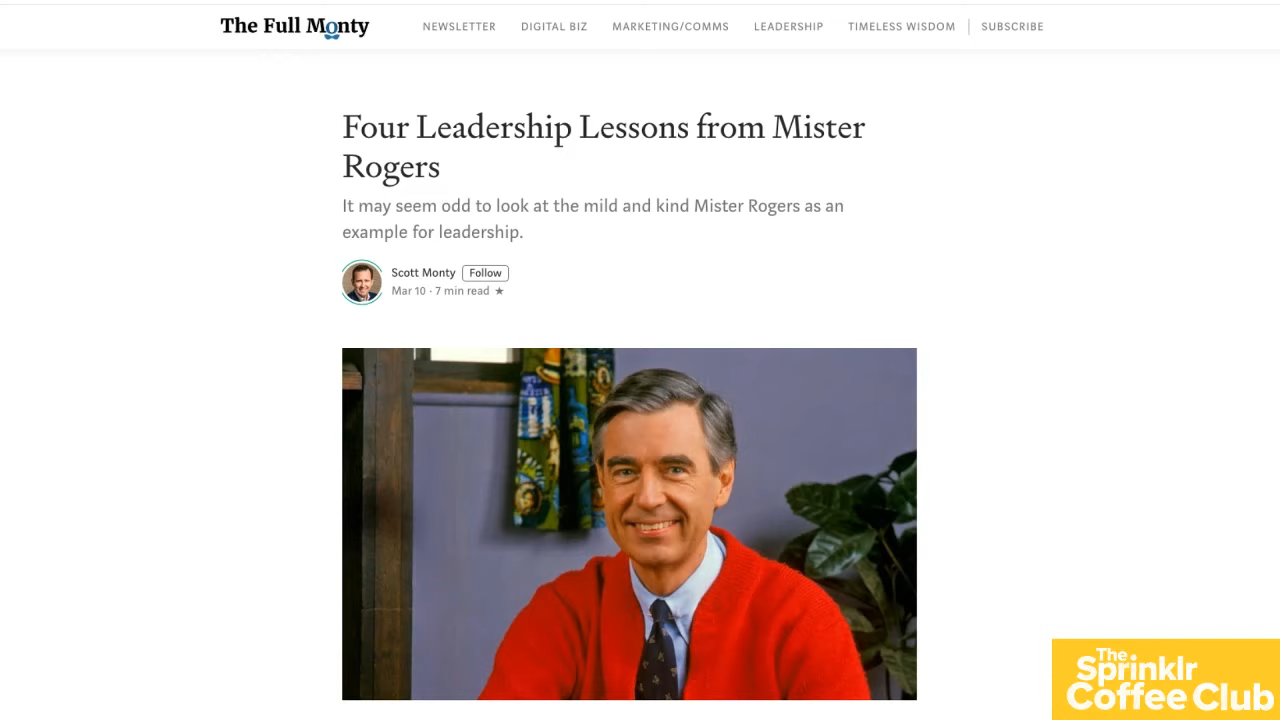 The Full Monty
NEWSLETTER DIGITAL BIZ MARKETING/COMMS LEADERSHIP TIMELESS WISDOM SUBSCRIBE
Four Leadership Lessons from Mister
Rogers
It may seem odd to look at the mild and kind Mister Rogers as an
example for leadership.
Scott Monty Follow
Mar 10 · 7 min read ★
The
Sprinklr
Coffee Club